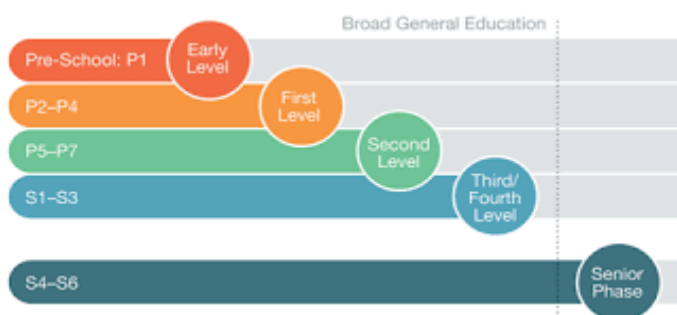 Broad General Education
Pre-School: P1
Early
Level
P2–P4
First
Level
P5–P7
Second
Level
S1–S3
Third/
Fourth
Level
S4–S6
Senior
Phase